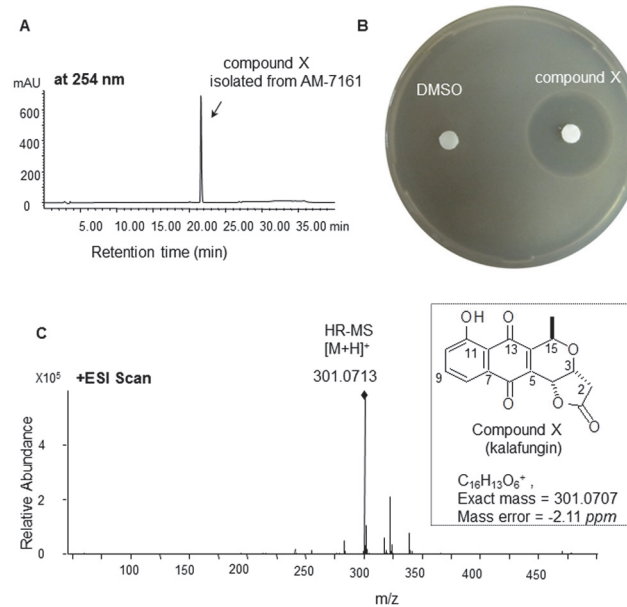 A
mAU
at 254 nm
compound X
isolated from AM-7161
600
400
200
0
5.00 10.00 15.00 20.00 25.00 30.00 35.00 min
Retention time (min)
B
DMSO
compound X
C
HR-MS
[M+H]+
301.0713
X10⁵
+ESI Scan
Relative Abundance
4
2
0
100 150 200 250 300 350 400 450
m/z
OH
O
11
13
15
O
9
7
5
3
2
O
O
O
Compound X
(kalafungin)
C₁₆H₁₃O₆⁺ ,
Exact mass = 301.0707
Mass error = -2.11 ppm